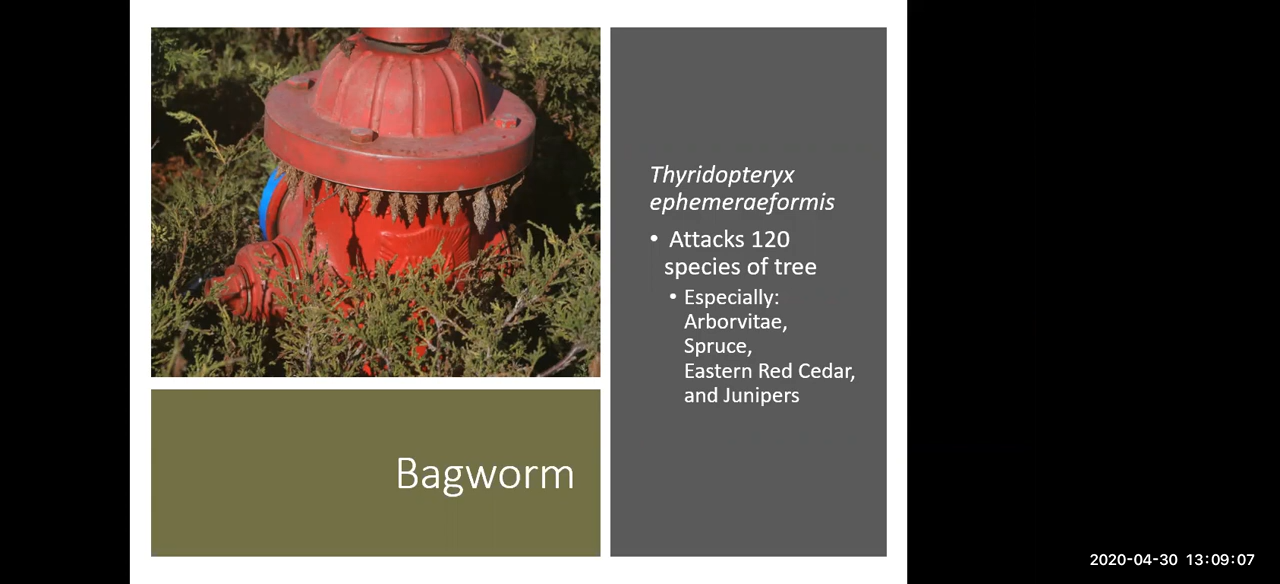 Thyridopteryx
ephemeraeformis
• Attacks 120
species of tree
• Especially:
Arborvitae,
Spruce,
Eastern Red Cedar,
and Junipers
Bagworm
2020-04-30 13:09:07